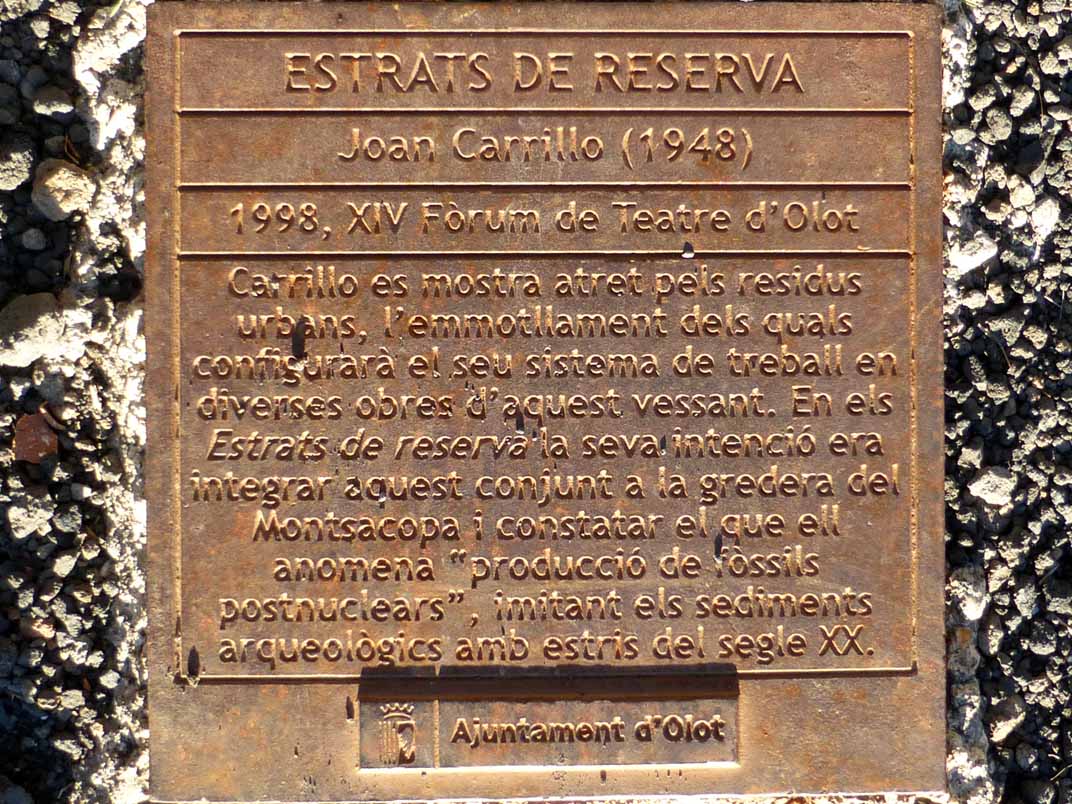 ESTRATS DE RESERVA
Joan Carrillo (1948)
1998, XIV Fòrum de Teatre d'Olot
Carrillo es mostra atret pels residus
urbans, l'emmotllament dels quals
configurarà el seu sistema de treball en
diverses obres d'aquest vessant. En els
Estrats de reserva la seva intenció era
integrar aquest conjunt a la gredera del
Montsacopa i constatar el que ell
anomena "producció de fòssils
postnuclears", imitant els sediments
arqueològics amb estris del segle XX.
Ajuntament d'Olot